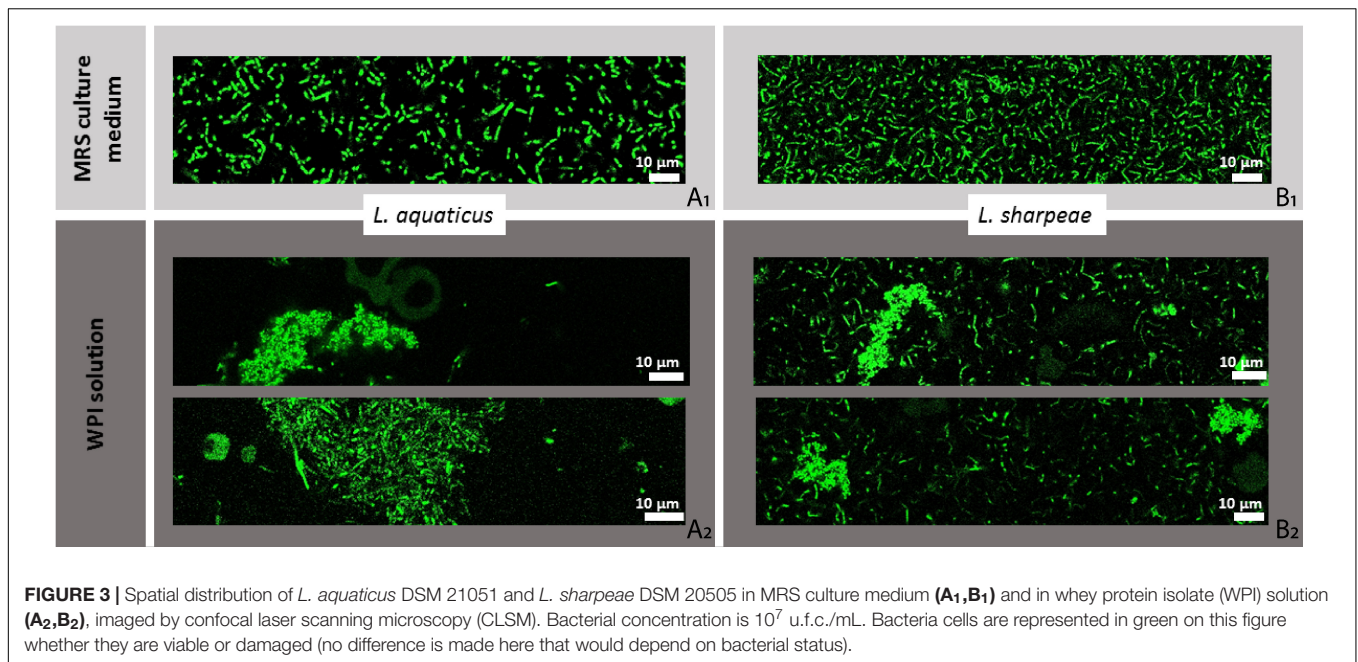 MRS culture
medium
10 µm
A1
10 µm
B1
L. aquaticus
L. sharpeae
WPI solution
10 µm
10 µm
10 µm
A2
10 µm
B2
FIGURE 3 | Spatial distribution of L. aquaticus DSM 21051 and L. sharpeae DSM 20505 in MRS culture medium (A1,B1) and in whey protein isolate (WPI) solution
(A2,B2), imaged by confocal laser scanning microscopy (CLSM). Bacterial concentration is 10⁷ u.f.c./mL. Bacteria cells are represented in green on this figure
whether they are viable or damaged (no difference is made here that would depend on bacterial status).